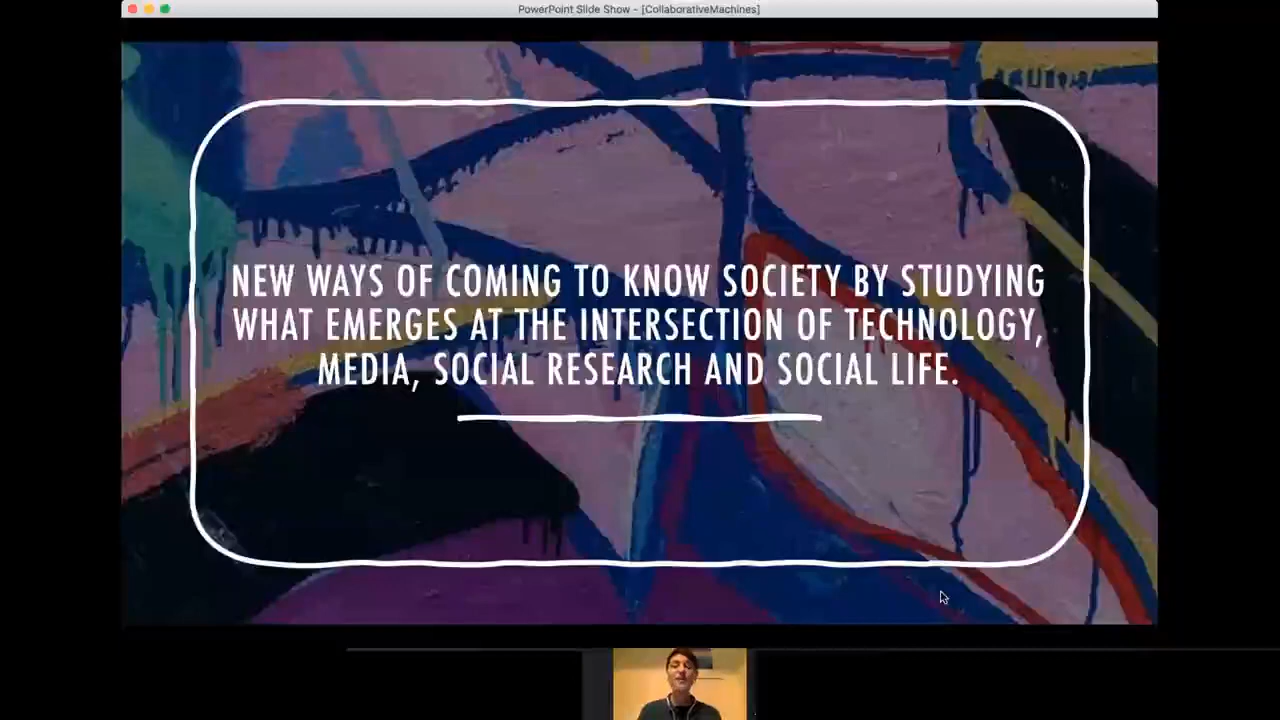 PowerPoint Slide Show - [CollaborativeMachines]
NEW WAYS OF COMING TO KNOW SOCIETY BY STUDYING
WHAT EMERGES AT THE INTERSECTION OF TECHNOLOGY,
MEDIA, SOCIAL RESEARCH AND SOCIAL LIFE.